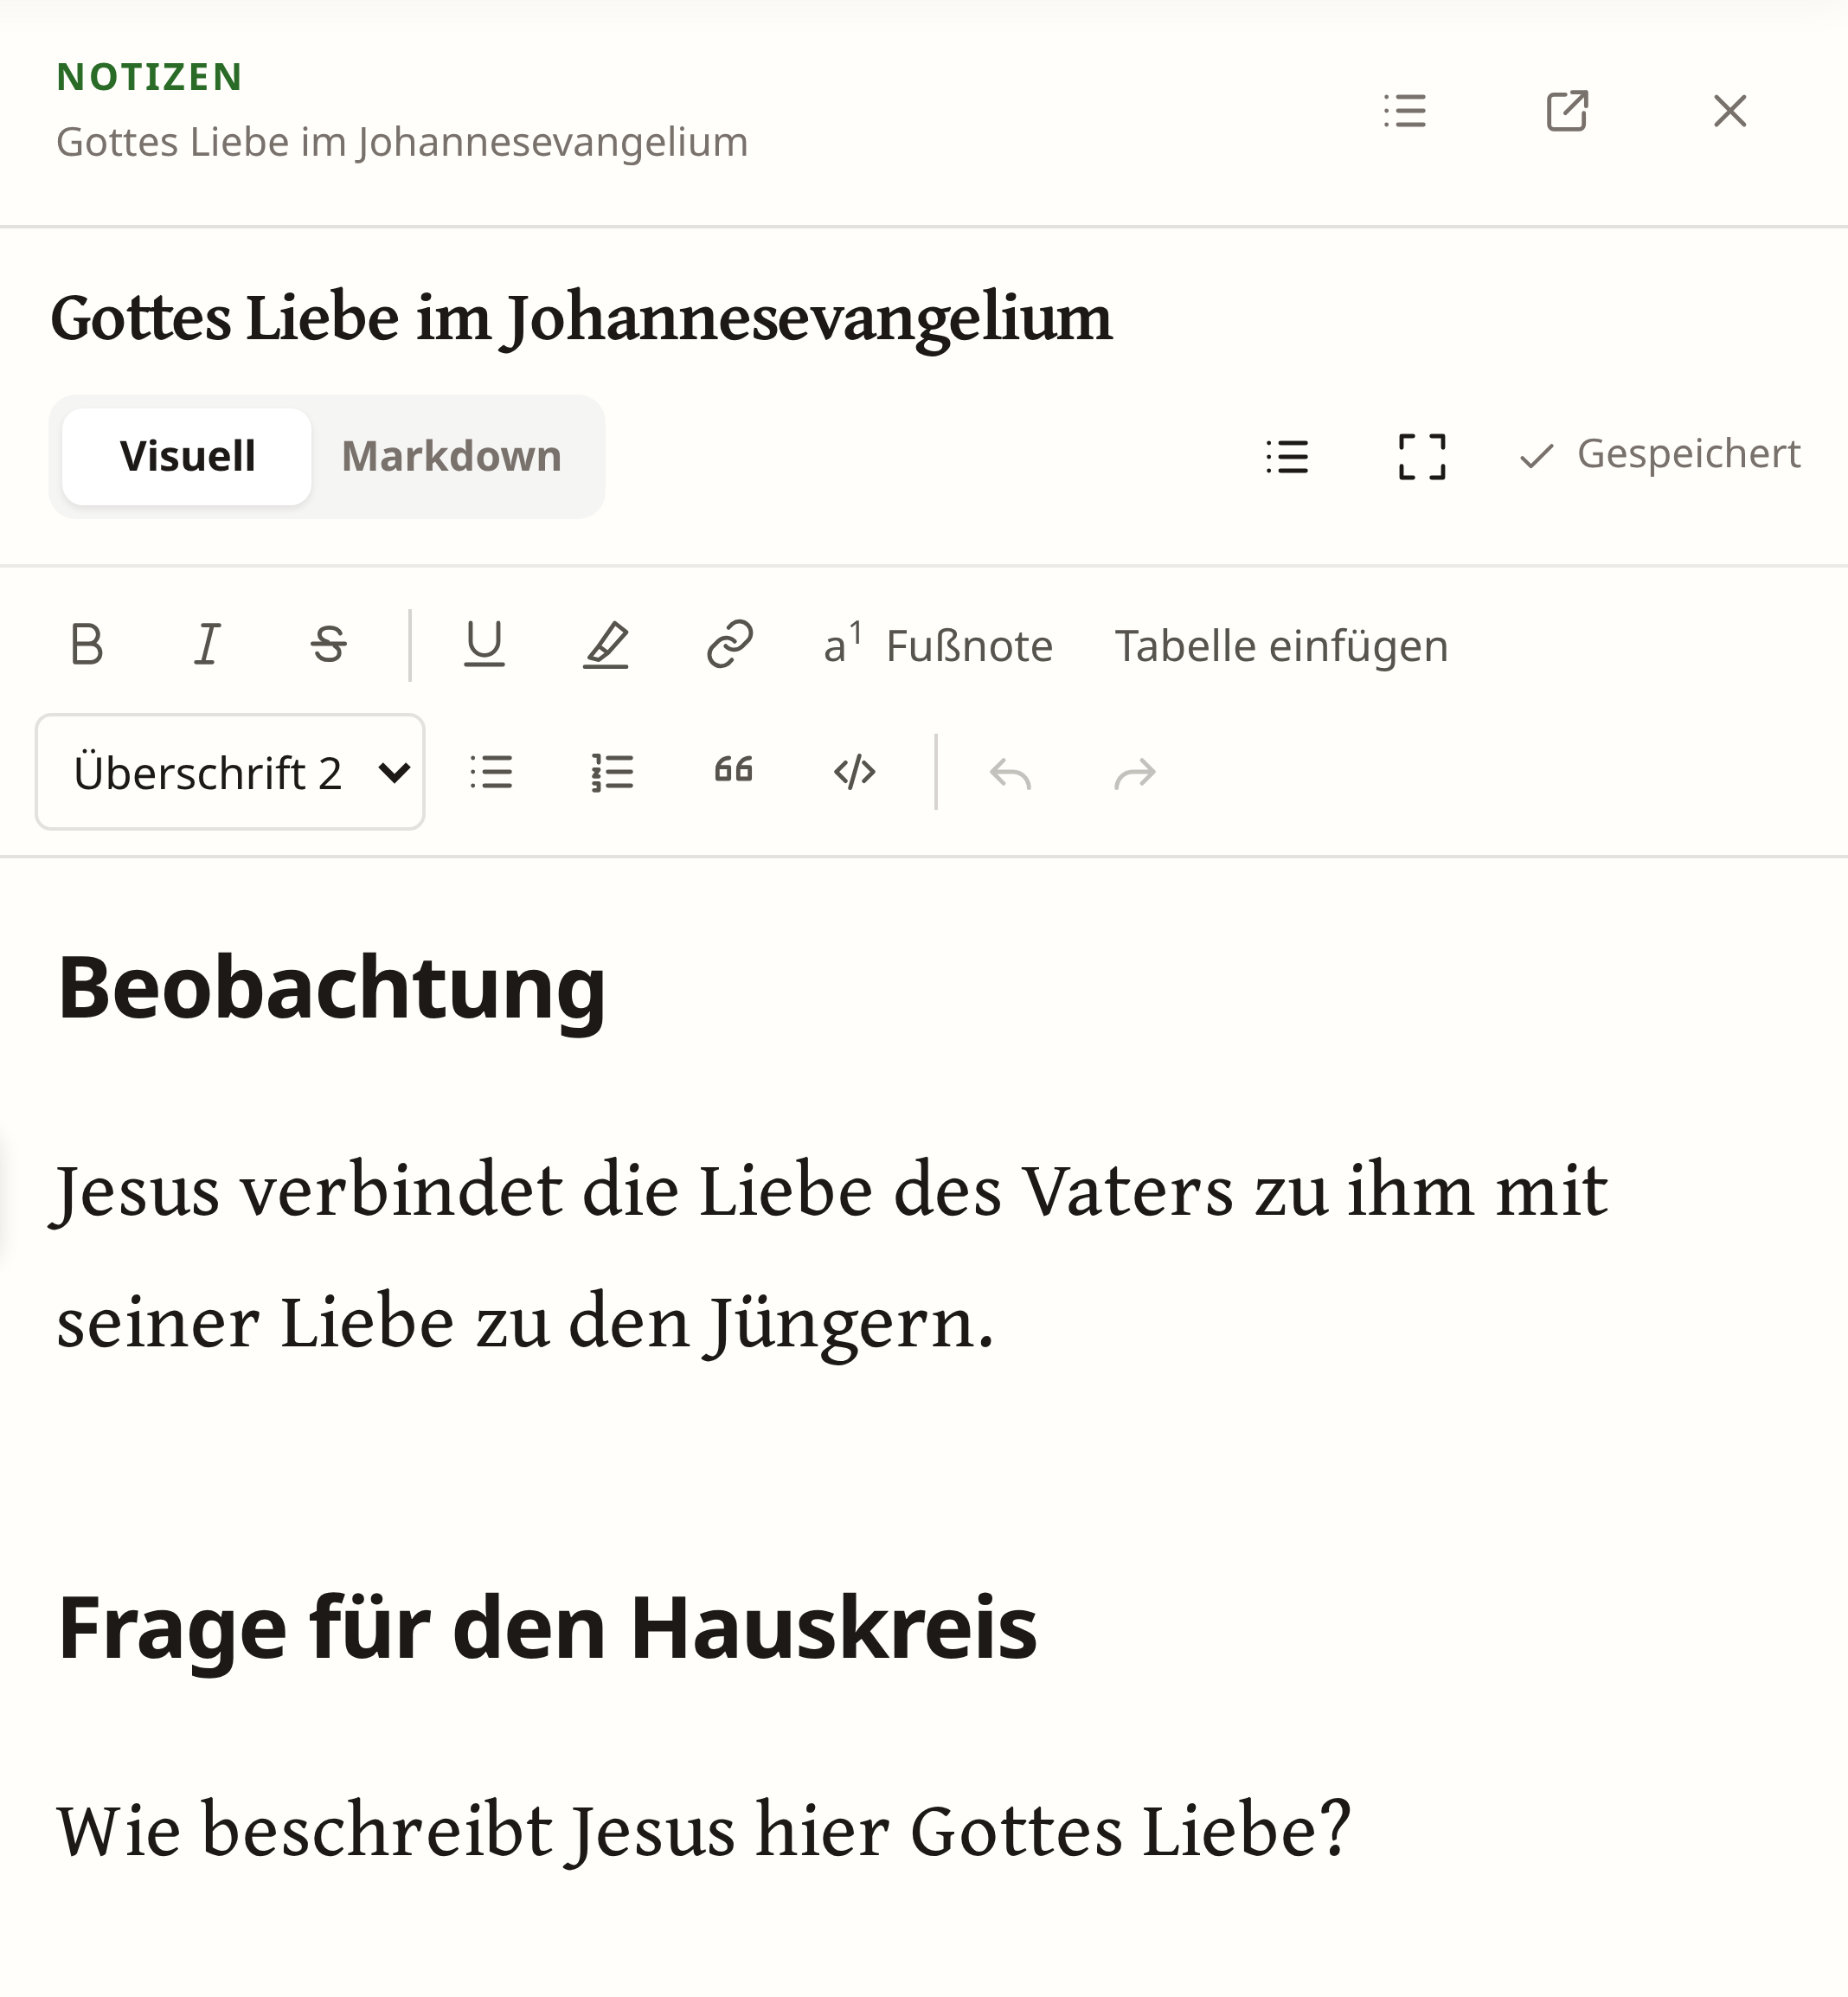 NOTIZEN
Gottes Liebe im Johannesevangelium
Gottes Liebe im Johannesevangelium
Visuell Markdown Gespeichert
B I S U a¹ Fußnote Tabelle einfügen
Überschrift 2
Beobachtung
Jesus verbindet die Liebe des Vaters zu ihm mit
seiner Liebe zu den Jüngern.
Frage für den Hauskreis
Wie beschreibt Jesus hier Gottes Liebe?